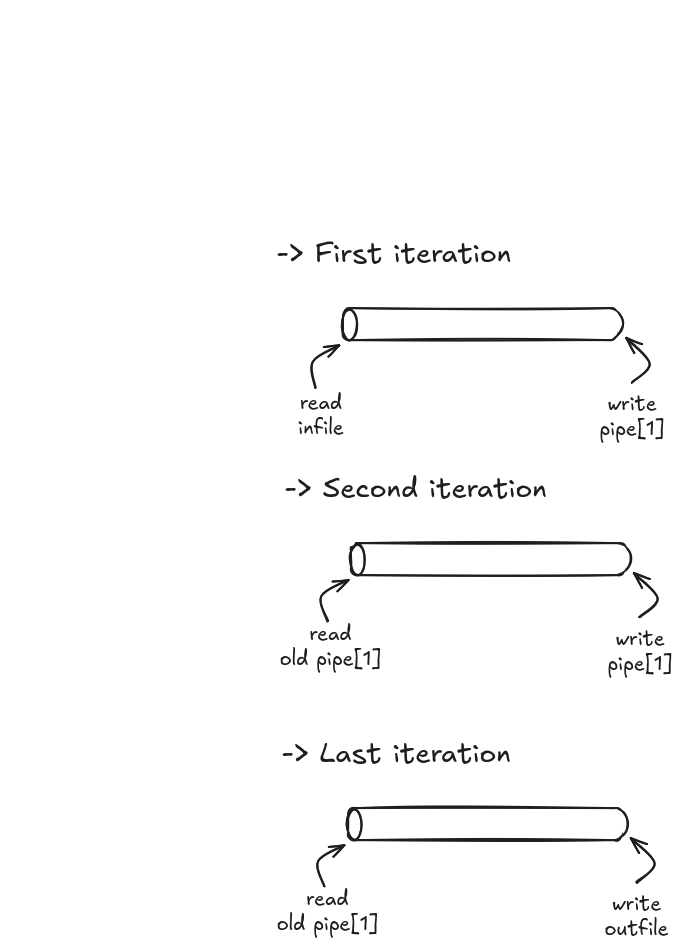 -> First iteration
read
infile
write
pipe[1]
-> Second iteration
read
old pipe[1]
write
pipe[1]
-> Last iteration
read
old pipe[1]
write
outfile